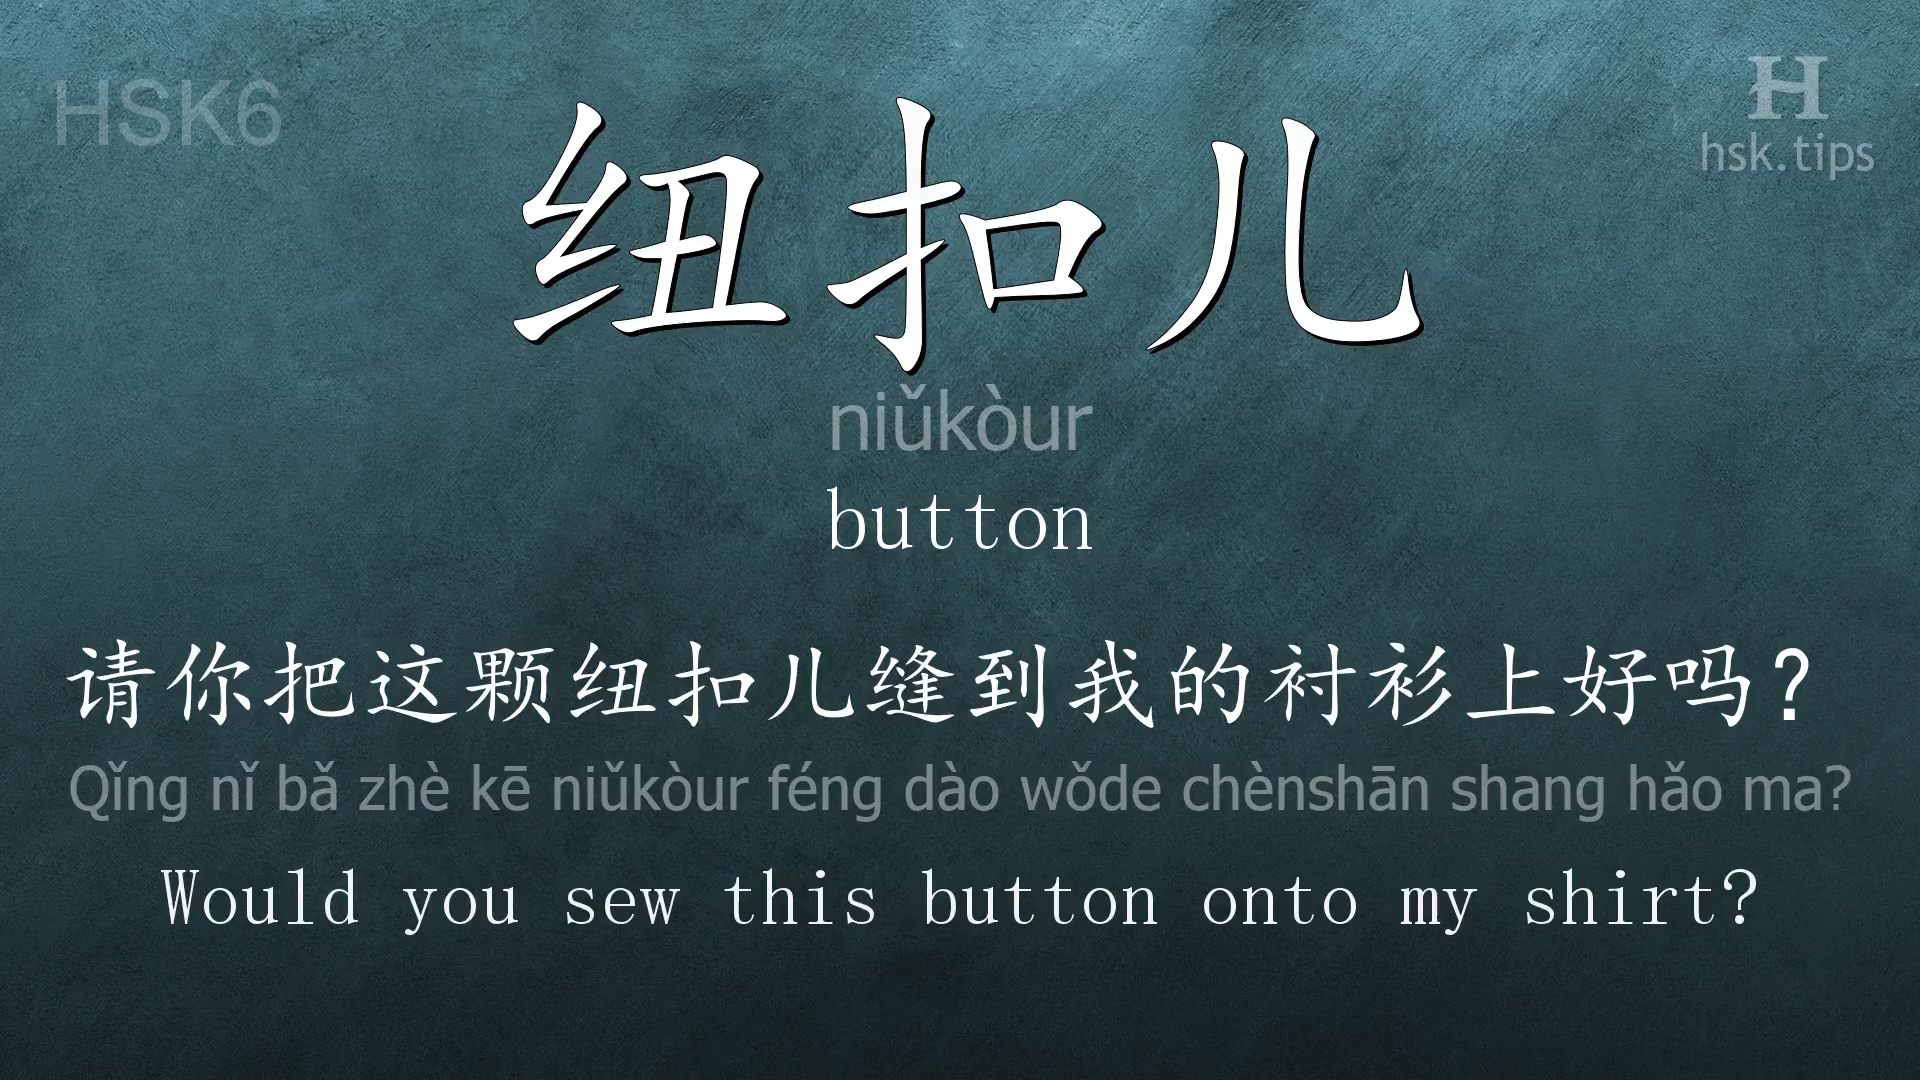 HSK6
H
hsk.tips
纽扣儿
niǔkòur
button
请你把这颗纽扣儿缝到我的衬衫上好吗？
Qǐng nǐ bǎ zhè kē niǔkòur féng dào wǒde chènshān shang hǎo ma?
Would you sew this button onto my shirt?